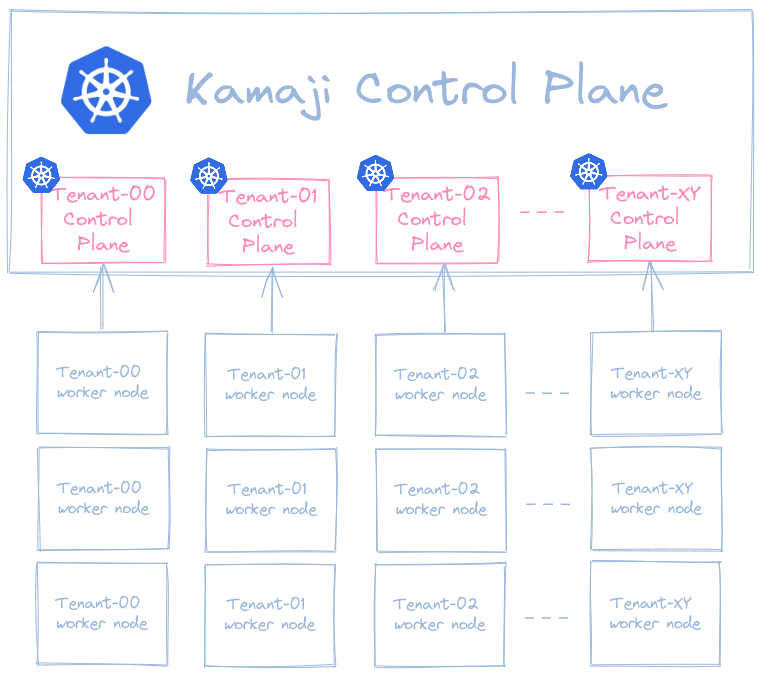 Kamaji Control Plane
Tenant-00
Control
Plane
Tenant-01
Control
Plane
Tenant-02
Control
Plane
Tenant-XY
Control
Plane
Tenant-00
worker node
Tenant-01
worker node
Tenant-02
worker node
Tenant-XY
worker node
Tenant-00
worker node
Tenant-01
worker node
Tenant-02
worker node
Tenant-XY
worker node
Tenant-00
worker node
Tenant-01
worker node
Tenant-02
worker node
Tenant-XY
worker node